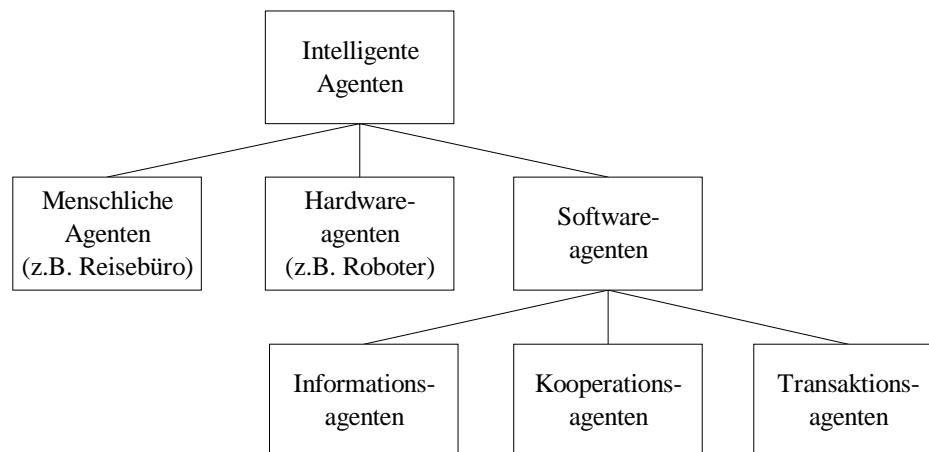 Intelligente
Agenten
Menschliche
Agenten
(z.B. Reisebüro)
Hardware-
agenten
(z.B. Roboter)
Software-
agenten
Informations-
agenten
Kooperations-
agenten
Transaktions-
agenten